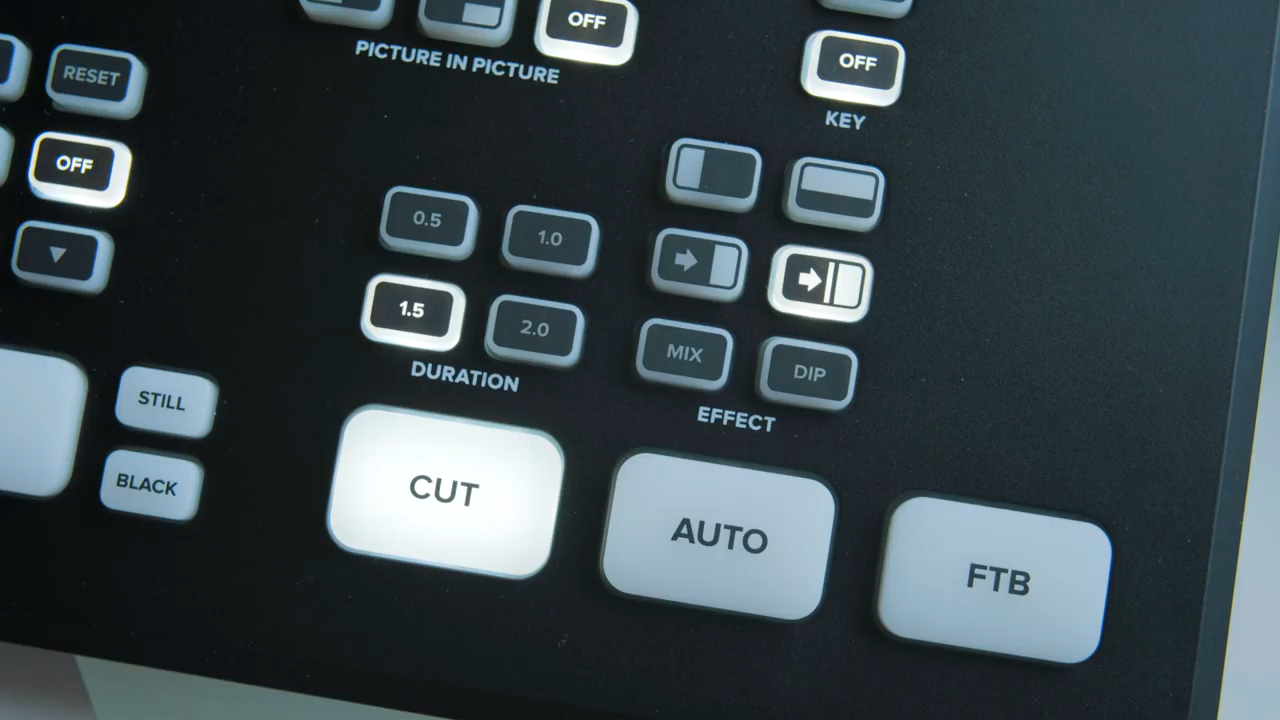 OFF
PICTURE IN PICTURE
OFF
KEY
RESET
OFF
0.5
1.0
1.5
2.0
DURATION
MIX
DIP
EFFECT
STILL
BLACK
CUT
AUTO
FTB